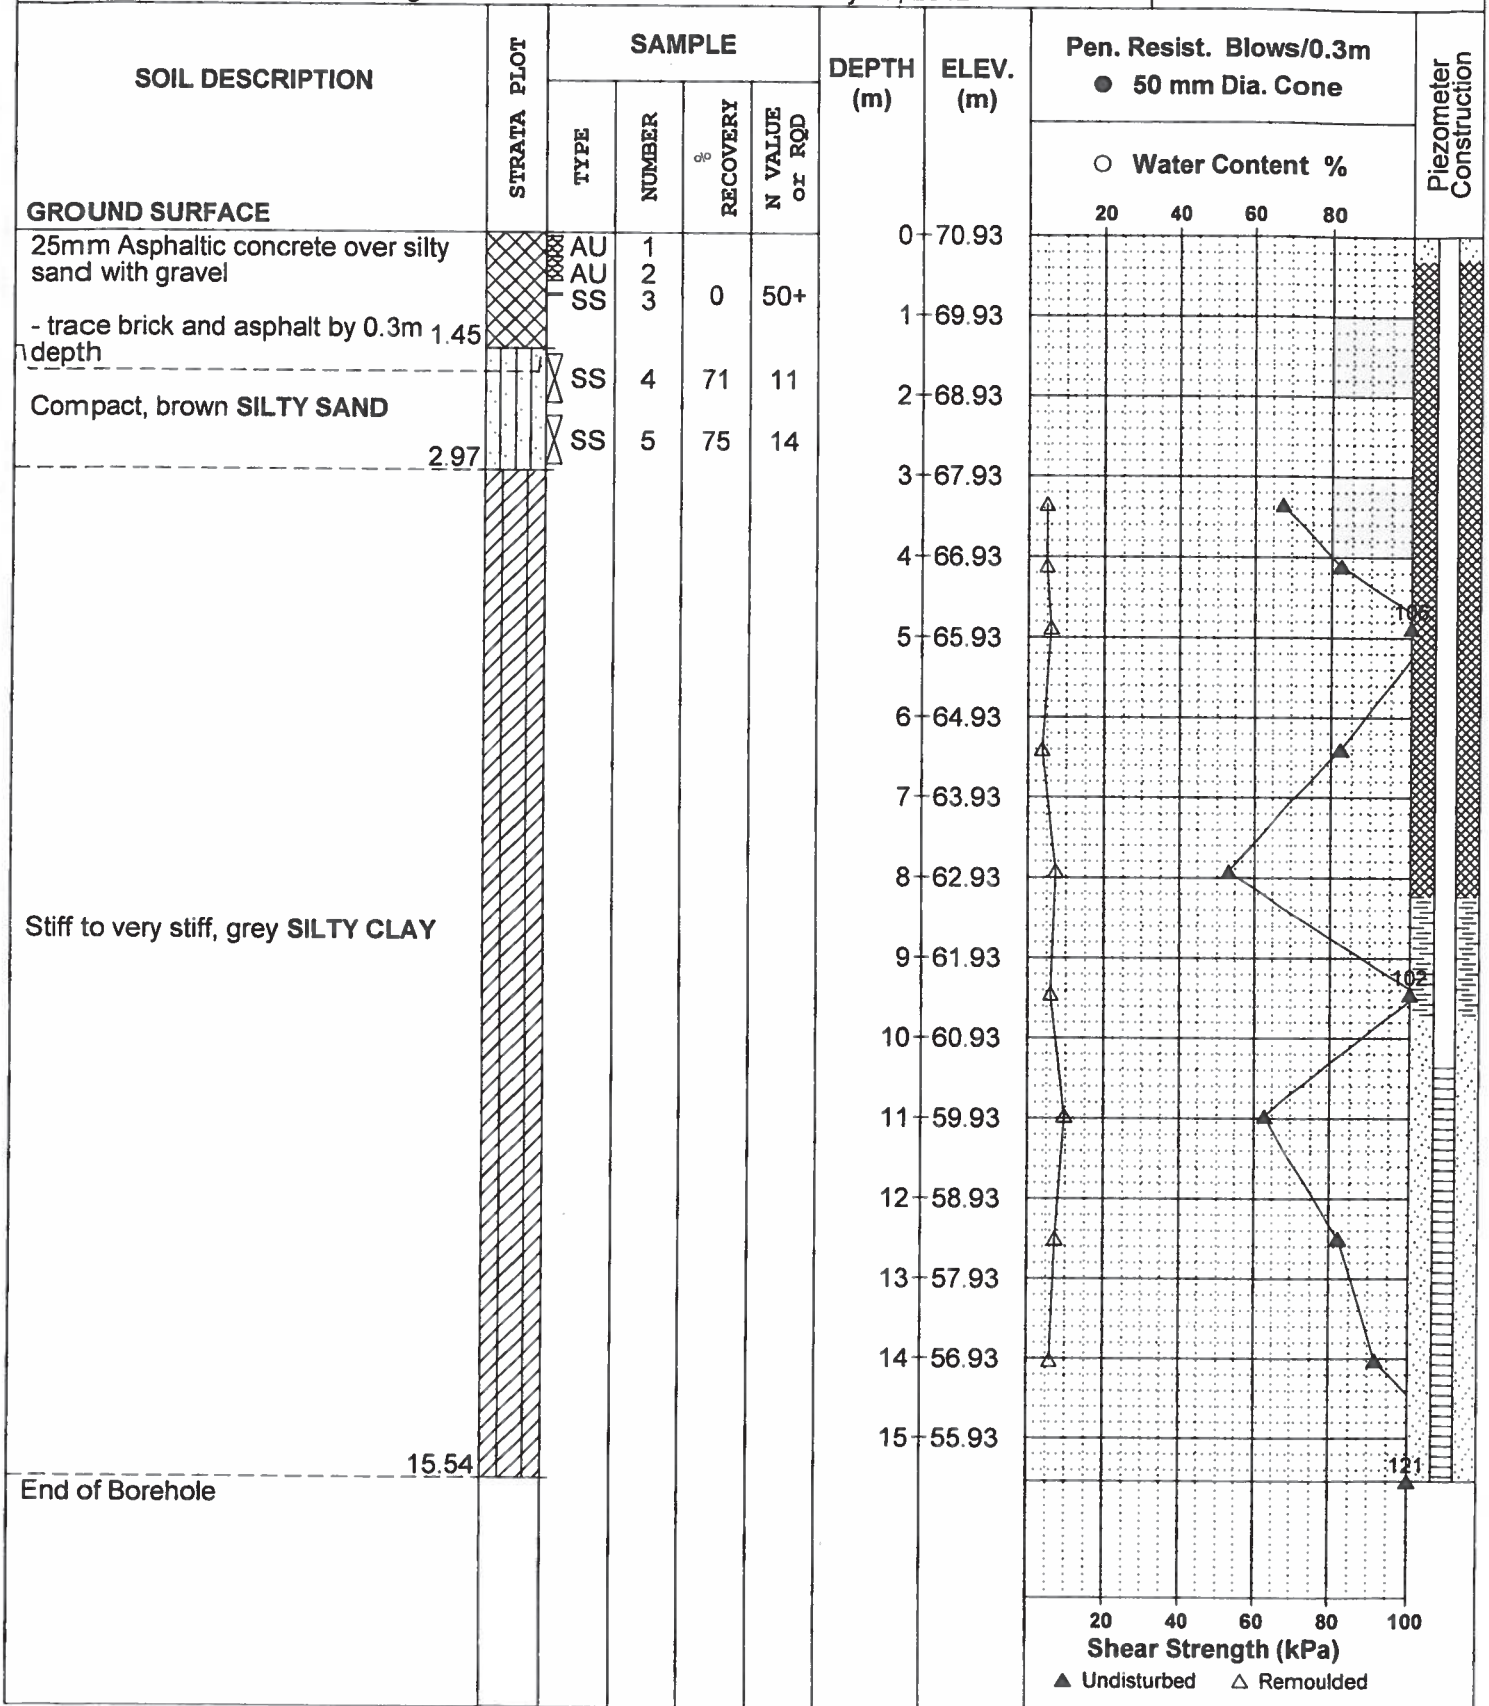 SOIL DESCRIPTION
GROUND SURFACE
STRATA PLOT
SAMPLE
TYPE
NUMBER
% RECOVERY
N VALUE or RQD
DEPTH (m)
ELEV. (m)
Pen. Resist. Blows/0.3m
● 50 mm Dia. Cone
○ Water Content %
20 40 60 80
Piezometer Construction
25mm Asphaltic concrete over silty
sand with gravel
- trace brick and asphalt by 0.3m 1.45
depth
Compact, brown SILTY SAND
2.97
Stiff to very stiff, grey SILTY CLAY
15.54
End of Borehole
AU 1
AU 2
SS 3 0 50+
SS 4 71 11
SS 5 75 14
0 70.93
1 69.93
2 68.93
3 67.93
4 66.93
5 65.93
6 64.93
7 63.93
8 62.93
9 61.93
10 60.93
11 59.93
12 58.93
13 57.93
14 56.93
15 55.93
106
102
121
20 40 60 80 100
Shear Strength (kPa)
▲ Undisturbed △ Remoulded